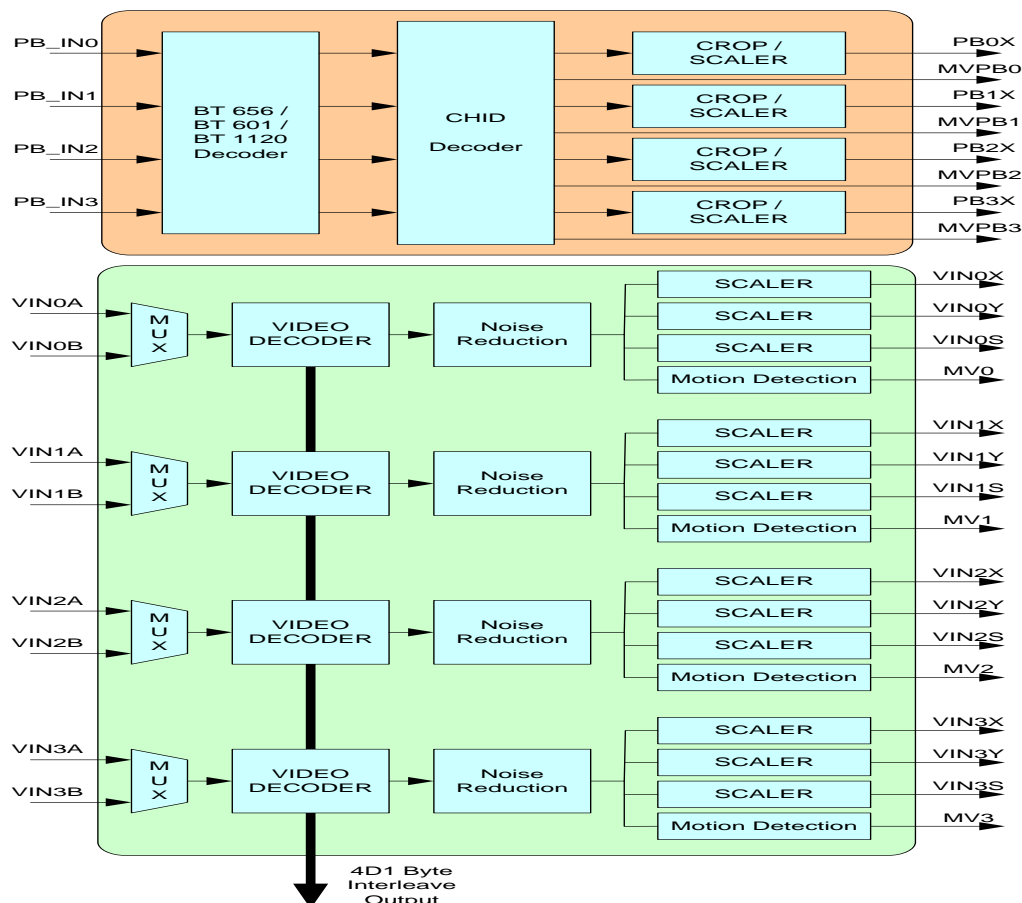 PB_IN0
PB_IN1
PB_IN2
PB_IN3
BT 656 /
BT 601 /
BT 1120
Decoder
CHID
Decoder
CROP /
SCALER
CROP /
SCALER
CROP /
SCALER
CROP /
SCALER
PB0X
MVPB0
PB1X
MVPB1
PB2X
MVPB2
PB3X
MVPB3
VIN0A
VIN0B
MUX
VIDEO
DECODER
Noise
Reduction
SCALER
SCALER
SCALER
Motion Detection
VIN0X
VIN0Y
VIN0S
MV0
VIN1A
VIN1B
MUX
VIDEO
DECODER
Noise
Reduction
SCALER
SCALER
SCALER
Motion Detection
VIN1X
VIN1Y
VIN1S
MV1
VIN2A
VIN2B
MUX
VIDEO
DECODER
Noise
Reduction
SCALER
SCALER
SCALER
Motion Detection
VIN2X
VIN2Y
VIN2S
MV2
VIN3A
VIN3B
MUX
VIDEO
DECODER
Noise
Reduction
SCALER
SCALER
SCALER
Motion Detection
VIN3X
VIN3Y
VIN3S
MV3
4D1 Byte
Interleave
Output